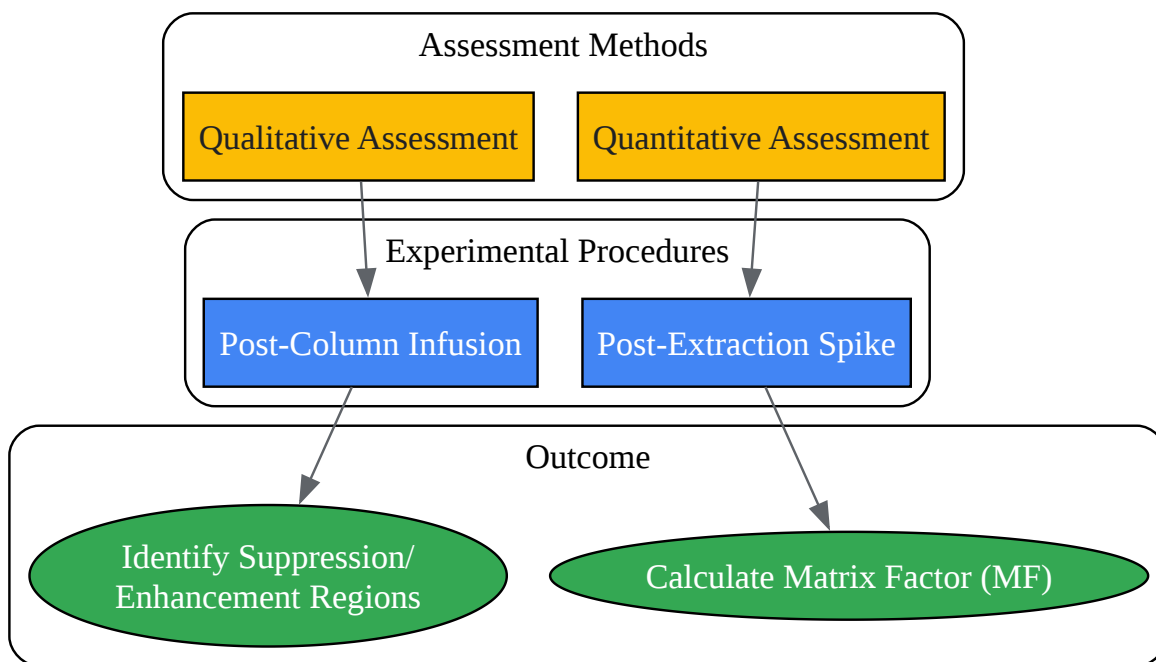 Assessment Methods
Qualitative Assessment
Quantitative Assessment
Experimental Procedures
Post-Column Infusion
Post-Extraction Spike
Outcome
Identify Suppression/
Enhancement Regions
Calculate Matrix Factor (MF)